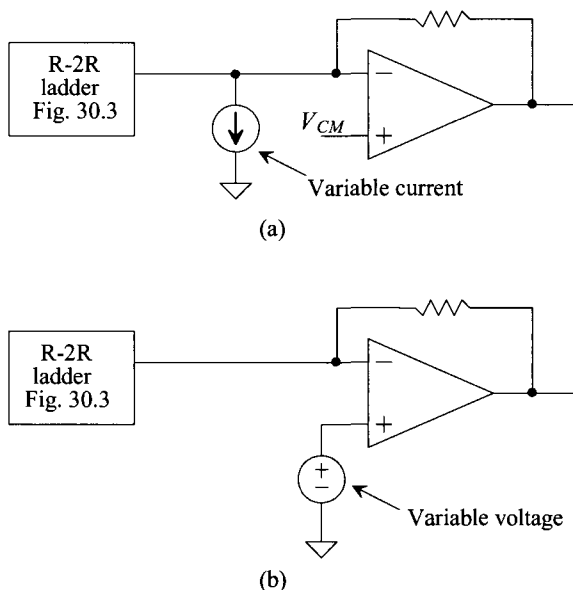 R-2R
ladder
Fig. 30.3
−
V_CM
+
Variable current
(a)
R-2R
ladder
Fig. 30.3
−
+
+
−
Variable voltage
(b)